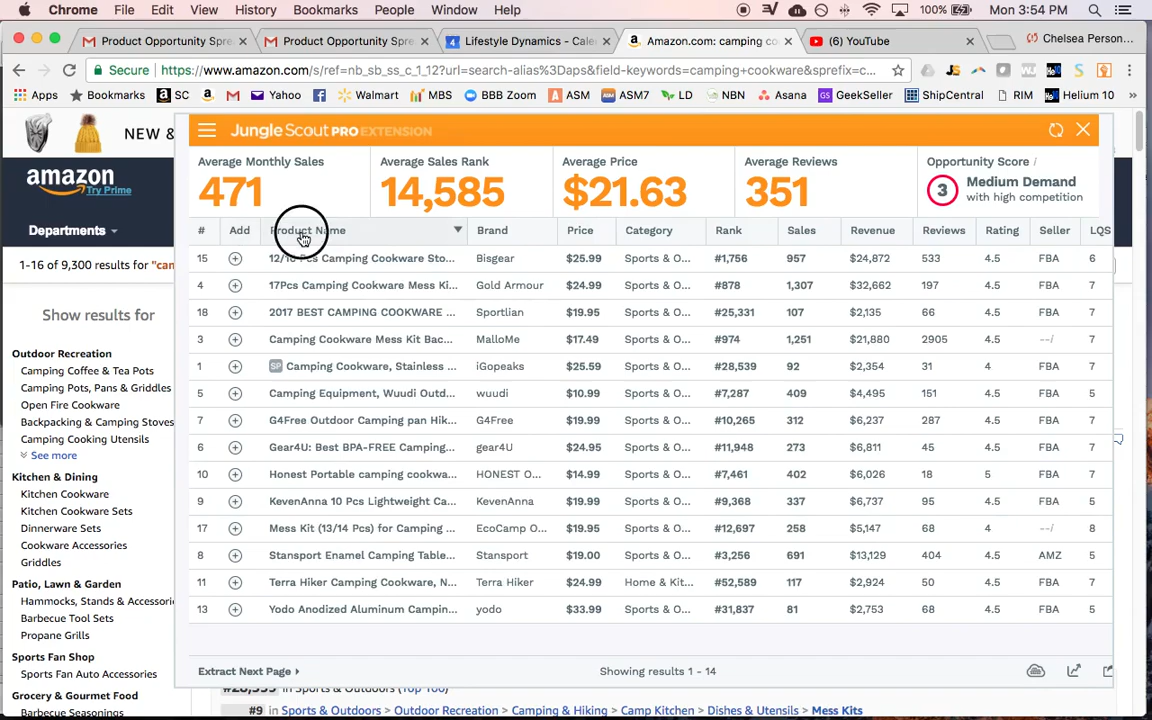 Chrome File Edit View History Bookmarks People Window Help 100% Mon 3:54 PM
Product Opportunity Spre × Product Opportunity Spre × Lifestyle Dynamics - Cale × Amazon.com: camping co × YouTube × Chelsea Person...
Secure https://www.amazon.com/s/ref=nb_sb_ss_c_1_12?url=search-alias%3Daps&field-keywords=camping+cookware&sprefix=c...
Apps Bookmarks SC Yahoo Walmart MBS BBB Zoom ASM ASM7 LD NBN Asana GeekSeller ShipCentral RIM Helium 10 »
NEW &
amazon
Try Prime
Departments
1-16 of 9,300 results for "can
Show results for
Outdoor Recreation
Camping Coffee & Tea Pots
Camping Pots, Pans & Griddles
Open Fire Cookware
Backpacking & Camping Stoves
Camping Cooking Utensils
See more
Kitchen & Dining
Kitchen Cookware
Kitchen Cookware Sets
Dinnerware Sets
Cookware Accessories
Griddles
Patio, Lawn & Garden
Hammocks, Stands & Accessori
Barbecue Tool Sets
Propane Grills
Sports Fan Shop
Sports Fan Auto Accessories
Grocery & Gourmet Food
Barbecue Seasonings
Jungle Scout PRO EXTENSION
Average Monthly Sales Average Sales Rank Average Price Average Reviews Opportunity Score i
471 14,585 $21.63 351 3 Medium Demand
with high competition
# Add Product Name Brand Price Category Rank Sales Revenue Reviews Rating Seller LQS
15 12/16 Pcs Camping Cookware Sto... Bisgear $25.99 Sports & O... #1,756 957 $24,872 533 4.5 FBA 6
4 17Pcs Camping Cookware Mess Ki... Gold Armour $24.99 Sports & O... #878 1,307 $32,662 197 4.5 FBA 7
18 2017 BEST CAMPING COOKWARE ... Sportlian $19.95 Sports & O... #25,331 107 $2,135 66 4.5 FBA 7
3 Camping Cookware Mess Kit Bac... MalloMe $17.49 Sports & O... #974 1,251 $21,880 2905 4.5 --/ 7
1 SP Camping Cookware, Stainless ... iGopeaks $25.59 Sports & O... #28,539 92 $2,354 31 4 FBA 7
5 Camping Equipment, Wuudi Outd... wuudi $10.99 Sports & O... #7,287 409 $4,495 151 4.5 FBA 7
7 G4Free Outdoor Camping pan Hik... G4Free $19.99 Sports & O... #10,265 312 $6,237 287 4.5 FBA 7
6 Gear4U: Best BPA-FREE Camping... gear4U $24.95 Sports & O... #11,948 273 $6,811 45 4.5 FBA 7
10 Honest Portable camping cookwa... HONEST O... $14.99 Sports & O... #7,461 402 $6,026 18 5 FBA 7
9 KevenAnna 10 Pcs Lightweight Ca... KevenAnna $19.99 Sports & O... #9,368 337 $6,737 95 4.5 FBA 5
17 Mess Kit (13/14 Pcs) for Camping ... EcoCamp O... $19.95 Sports & O... #12,697 258 $5,147 68 4 --/ 8
8 Stansport Enamel Camping Table... Stansport $19.00 Sports & O... #3,256 691 $13,129 404 4.5 AMZ 5
11 Terra Hiker Camping Cookware, N... Terra Hiker $24.99 Home & Kit... #52,589 117 $2,924 50 4.5 FBA 7
13 Yodo Anodized Aluminum Campin... yodo $33.99 Sports & O... #31,837 81 $2,753 68 4.5 FBA 5
Extract Next Page Showing results 1 - 14
#28,539 in Sports & Outdoors (Top 100)
#9 in Sports & Outdoors > Outdoor Recreation > Camping & Hiking > Camp Kitchen > Dishes & Utensils > Mess Kits